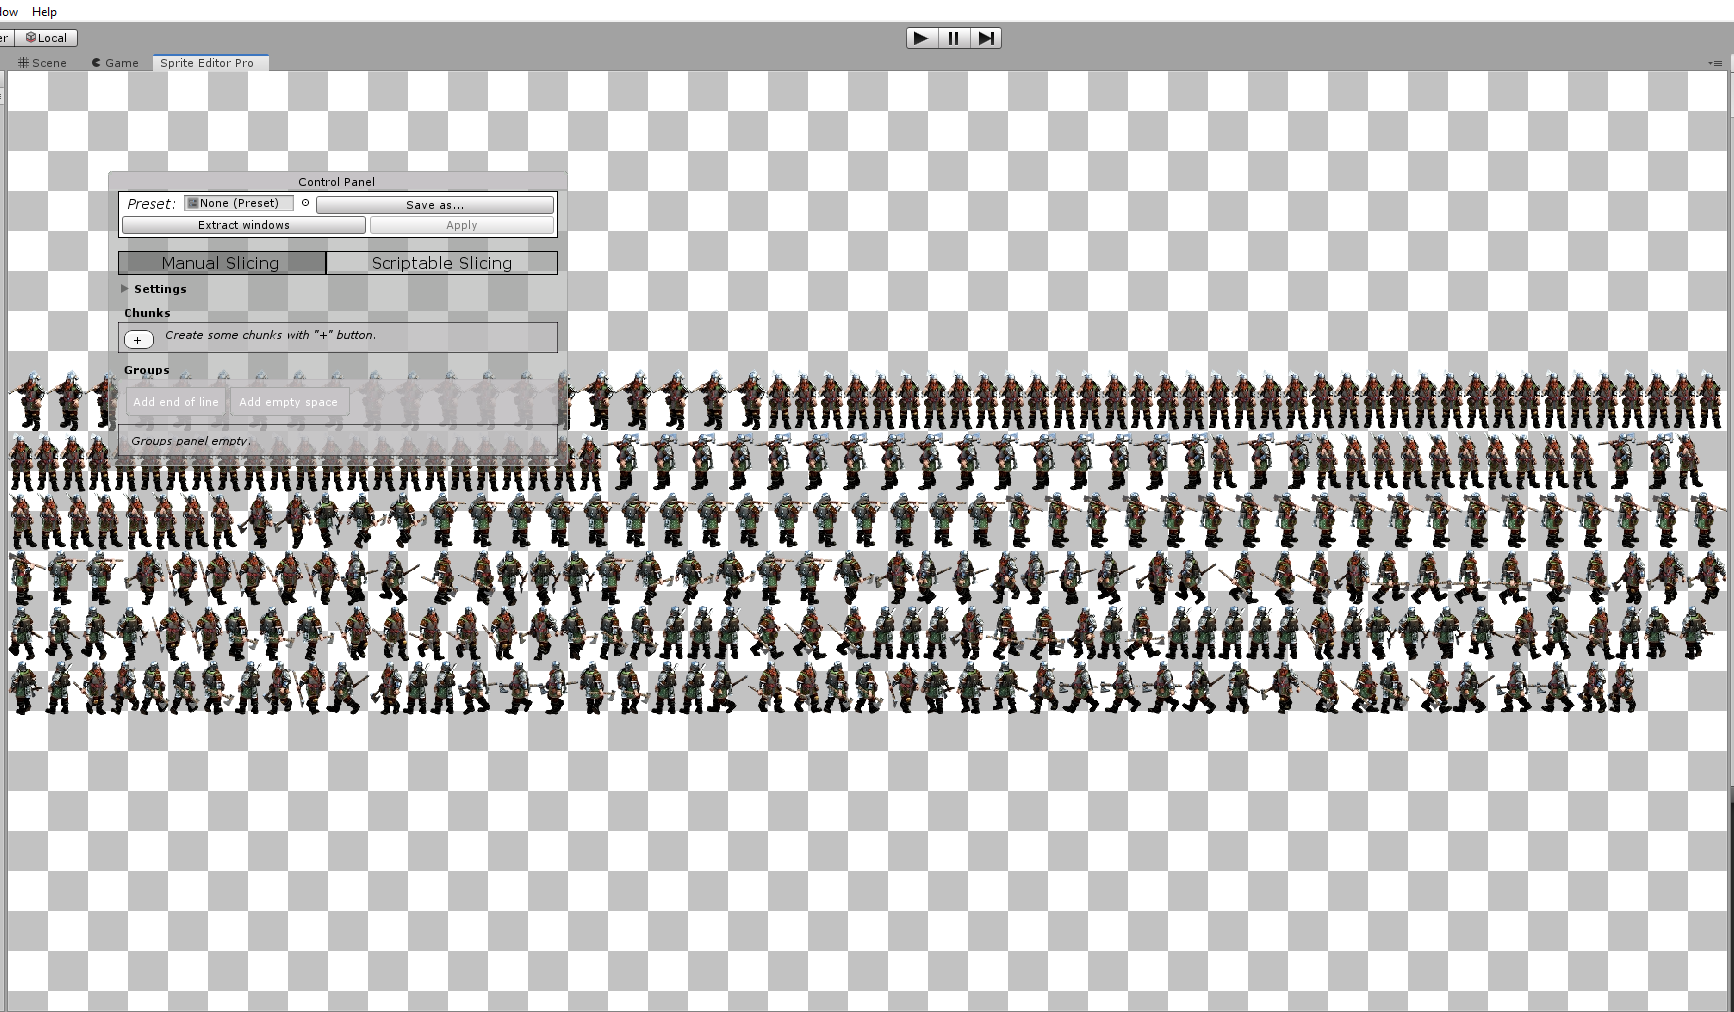 Help
Local
Scene
Game
Sprite Editor Pro
Control Panel
Preset:
None (Preset)
Save as...
Extract windows
Apply
Manual Slicing
Scriptable Slicing
Settings
Chunks
+
Create some chunks with "+" button.
Groups
Add end of line
Add empty space
Groups panel empty.